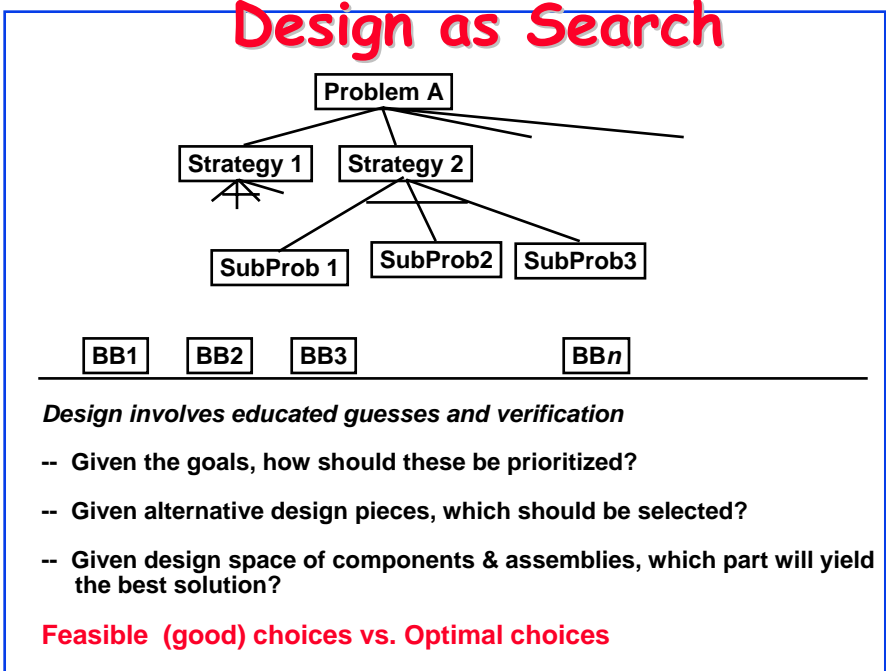 Design as Search
Problem A
Strategy 1 Strategy 2
SubProb 1 SubProb2 SubProb3
BB1 BB2 BB3 BBn
Design involves educated guesses and verification
-- Given the goals, how should these be prioritized?
-- Given alternative design pieces, which should be selected?
-- Given design space of components & assemblies, which part will yield
the best solution?
Feasible (good) choices vs. Optimal choices